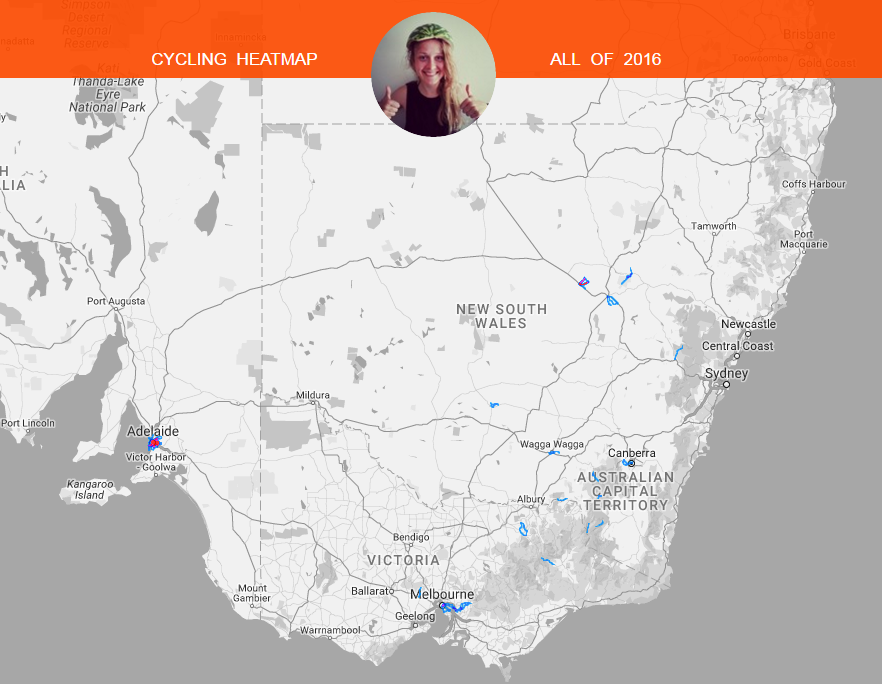 Simpson
Desert
Regional
Reserve
Innamincka
Brisbane
Toowoomba
Gold Coast
CYCLING HEATMAP
ALL OF 2016
Kati
Thanda-Lake
Eyre
National Park
Coffs Harbour
Tamworth
Port
Macquarie
Port Augusta
NEW SOUTH
WALES
Newcastle
Central Coast
Sydney
Mildura
Port Lincoln
Adelaide
Victor Harbor
- Goolwa
Kangaroo
Island
Wagga Wagga
Canberra
AUSTRALIAN
CAPITAL
TERRITORY
Albury
Bendigo
VICTORIA
Mount
Gambier
Ballarat
Melbourne
Geelong
Warrnambool